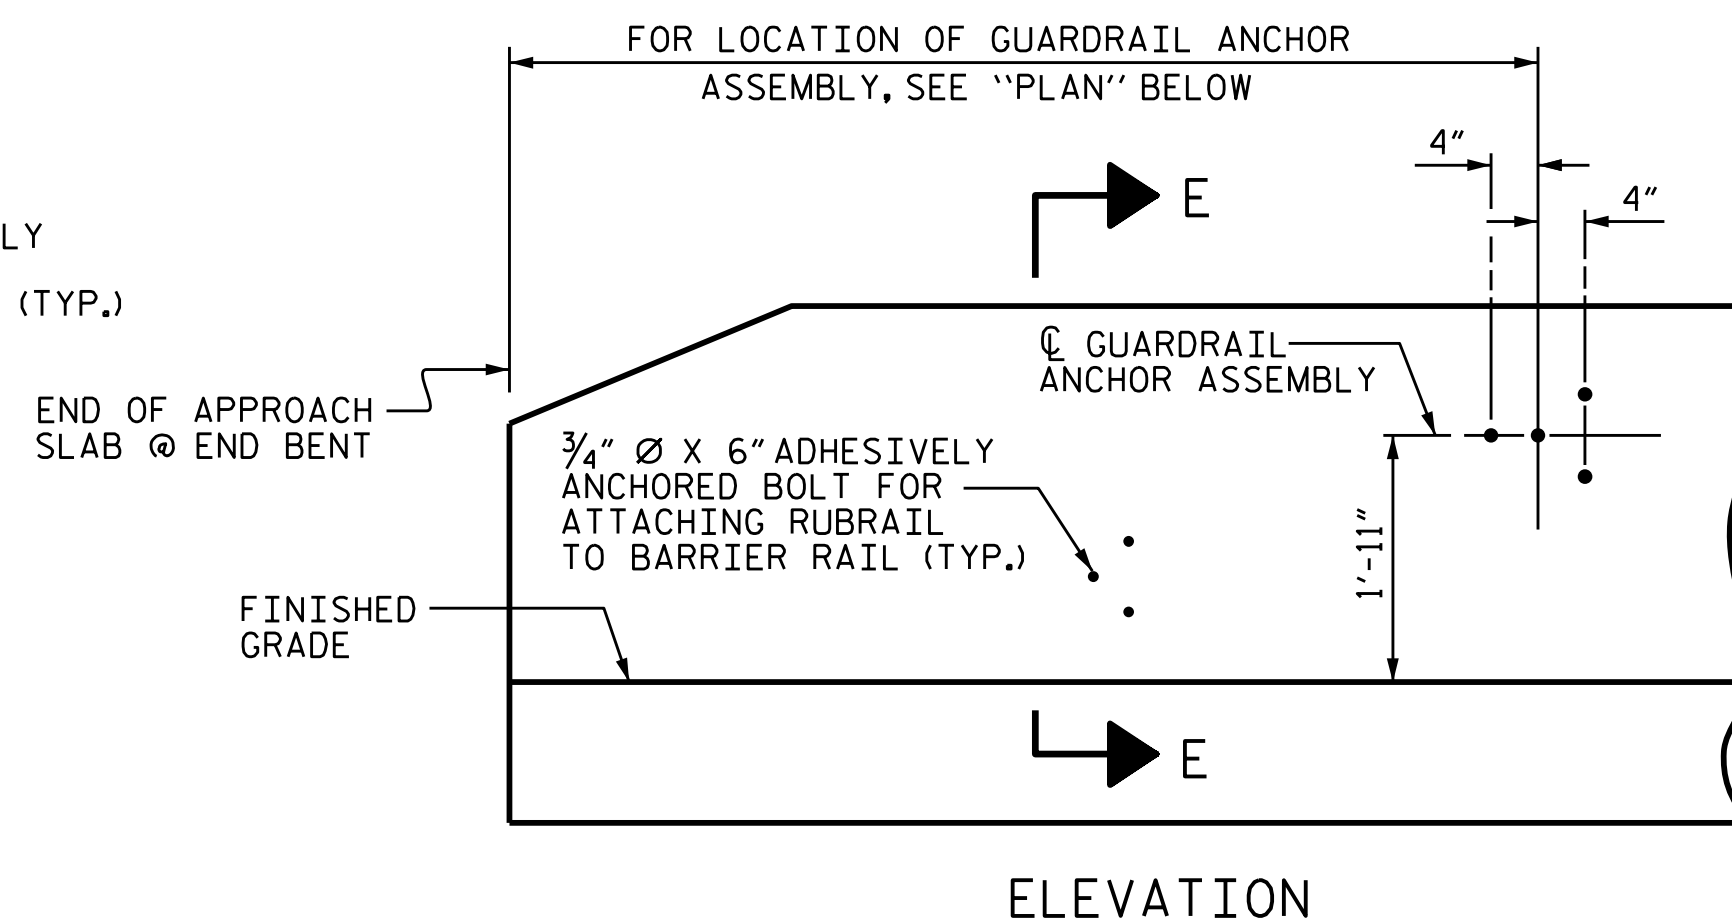 FOR LOCATION OF GUARDRAIL ANCHOR
ASSEMBLY, SEE "PLAN" BELOW
4"
4"
E
LY
(TYP.)
℄ GUARDRAIL
ANCHOR ASSEMBLY
END OF APPROACH
SLAB @ END BENT
3/4" Ø X 6" ADHESIVELY
ANCHORED BOLT FOR
ATTACHING RUBRAIL
TO BARRIER RAIL (TYP.)
1'-11"
FINISHED
GRADE
E
ELEVATION